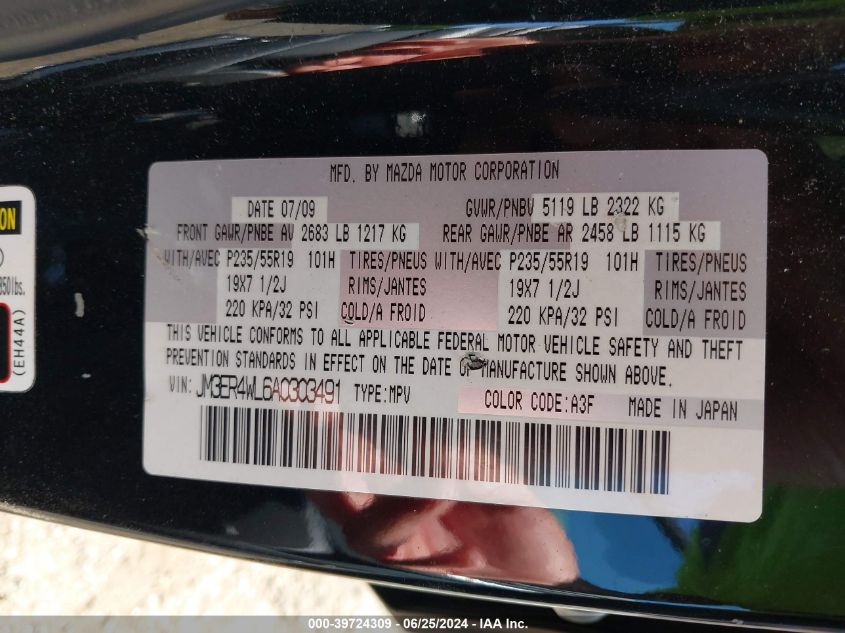 MFD. BY MAZDA MOTOR CORPORATION
DATE 07/09 GVWR/PNBV 5119 LB 2322 KG
FRONT GAWR/PNBE AV 2683 LB 1217 KG REAR GAWR/PNBE AR 2458 LB 1115 KG
WITH/AVEC P235/55R19 101H TIRES/PNEUS WITH/AVEC P235/55R19 101H TIRES/PNEUS
19X7 1/2J RIMS/JANTES 19X7 1/2J RIMS/JANTES
220 KPA/32 PSI COLD/A FROID 220 KPA/32 PSI COLD/A FROID
THIS VEHICLE CONFORMS TO ALL APPLICABLE FEDERAL MOTOR VEHICLE SAFETY AND THEFT
PREVENTION STANDARDS IN EFFECT ON THE DATE OF MANUFACTURE SHOWN ABOVE.
VIN: JM3ER4WL6A0303491 TYPE:MPV COLOR CODE:A3F MADE IN JAPAN
ON
)
350lbs.
(EH44A)
000-39724309 - 06/25/2024 - IAA Inc.